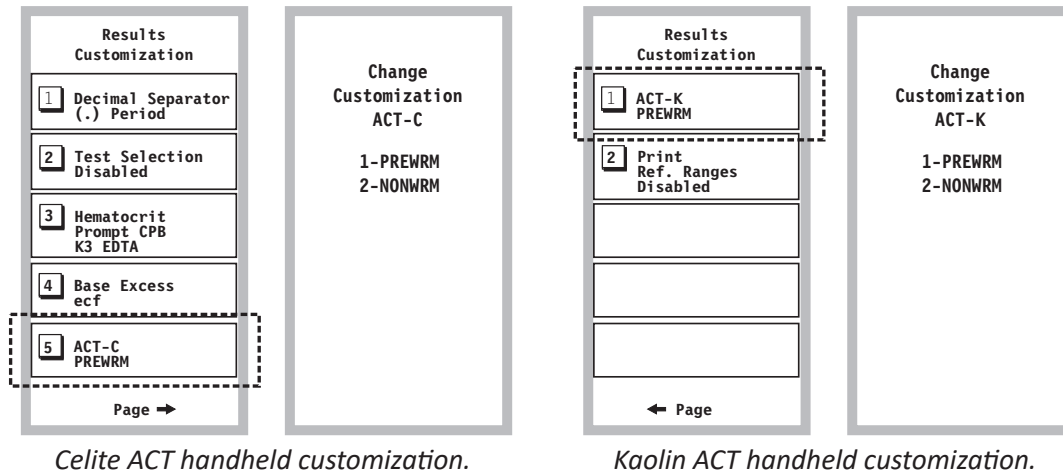 Results
Customization
1 Decimal Separator
(.) Period
2 Test Selection
Disabled
3 Hematocrit
Prompt CPB
K3 EDTA
4 Base Excess
ecf
5 ACT-C
PREWRM
Page →
Change
Customization
ACT-C
1-PREWRM
2-NONWRM
Celite ACT handheld customization.
Results
Customization
1 ACT-K
PREWRM
2 Print
Ref. Ranges
Disabled
← Page
Change
Customization
ACT-K
1-PREWRM
2-NONWRM
Kaolin ACT handheld customization.